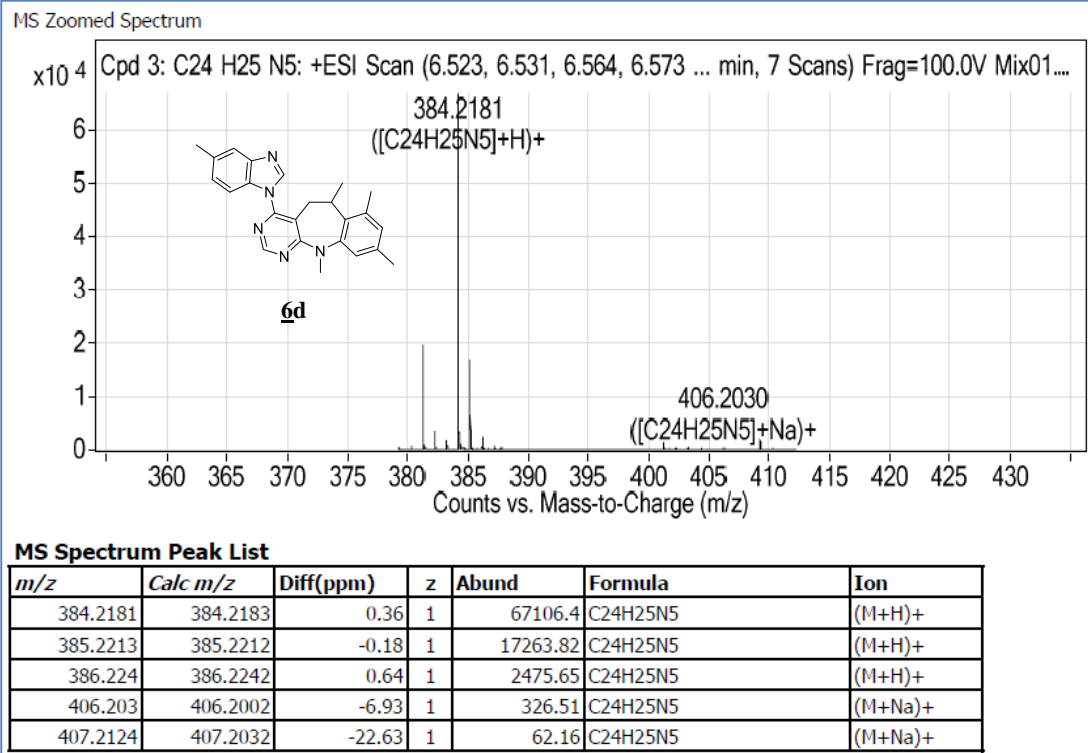 MS Zoomed Spectrum
x10 4
Cpd 3: C24 H25 N5: +ESI Scan (6.523, 6.531, 6.564, 6.573 ... min, 7 Scans) Frag=100.0V Mix01....
384.2181
([C24H25N5]+H)+
6
5
4
3
2
1
0
N
N
N
N
N
6d
406.2030
([C24H25N5]+Na)+
360 365 370 375 380 385 390 395 400 405 410 415 420 425 430
Counts vs. Mass-to-Charge (m/z)
MS Spectrum Peak List
m/z Calc m/z Diff(ppm) z Abund Formula Ion
384.2181 384.2183 0.36 1 67106.4 C24H25N5 (M+H)+
385.2213 385.2212 -0.18 1 17263.82 C24H25N5 (M+H)+
386.224 386.2242 0.64 1 2475.65 C24H25N5 (M+H)+
406.203 406.2002 -6.93 1 326.51 C24H25N5 (M+Na)+
407.2124 407.2032 -22.63 1 62.16 C24H25N5 (M+Na)+